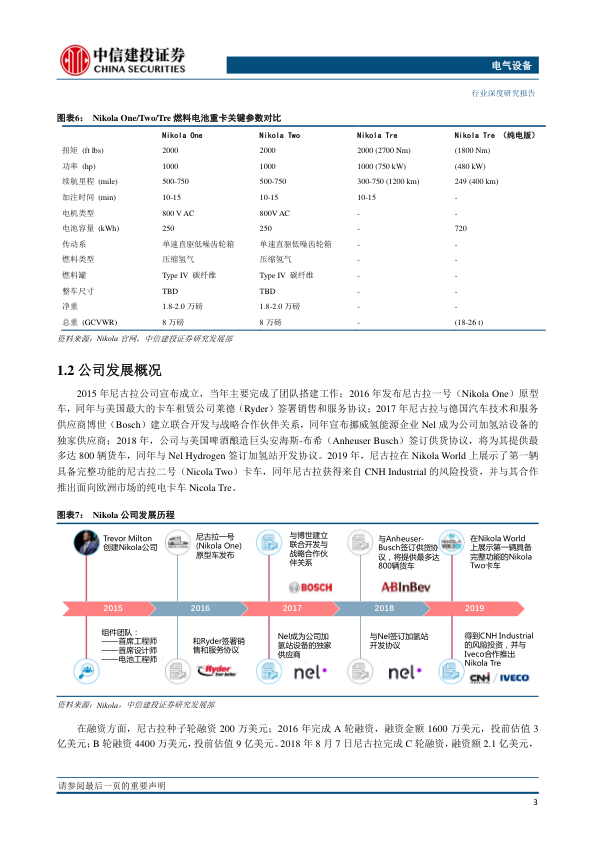 中信建投证券
CHINA SECURITIES
电气设备
行业深度研究报告
图表6： Nikola One/Two/Tre 燃料电池重卡关键参数对比
Nikola One Nikola Two Nikola Tre Nikola Tre （纯电版）
扭矩 (ft lbs) 2000 2000 2000 (2700 Nm) (1800 Nm)
功率 (hp) 1000 1000 1000 (750 kW) (480 kW)
续航里程 (mile) 500-750 500-750 300-750 (1200 km) 249 (400 km)
加注时间 (min) 10-15 10-15 10-15 -
电机类型 800 V AC 800V AC - -
电池容量 (kWh) 250 250 - 720
传动系 单速直驱低噪齿轮箱 单速直驱低噪齿轮箱 - -
燃料类型 压缩氢气 压缩氢气 - -
燃料罐 Type IV 碳纤维 Type IV 碳纤维 - -
整车尺寸 TBD TBD - -
净重 1.8-2.0 万磅 1.8-2.0 万磅 - -
总重 (GCVWR) 8 万磅 8 万磅 - (18-26 t)
资料来源：Nikola 官网，中信建投证券研究发展部
1.2 公司发展概况
2015 年尼古拉公司宣布成立，当年主要完成了团队搭建工作；2016 年发布尼古拉一号（Nikola One）原型
车，同年与美国最大的卡车租赁公司莱德（Ryder）签署销售和服务协议；2017 年尼古拉与德国汽车技术和服务
供应商博世（Bosch）建立联合开发与战略合作伙伴关系，同年宣布挪威氢能源企业 Nel 成为公司加氢站设备的
独家供应商；2018 年，公司与美国啤酒酿造巨头安海斯-布希（Anheuser Busch）签订供货协议，将为其提供最
多达 800 辆货车，同年与 Nel Hydrogen 签订加氢站开发协议。2019 年，尼古拉在 Nikola World 上展示了第一辆
具备完整功能的尼古拉二号（Nicola Two）卡车，同年尼古拉获得来自 CNH Industrial 的风险投资，并与其合作
推出面向欧洲市场的纯电卡车 Nicola Tre。
图表7： Nikola 公司发展历程
Trevor Milton
创建Nikola公司
尼古拉一号
(Nikola One)
原型车发布
与博世建立
联合开发与
战略合作伙
伴关系
BOSCH
与Anheuser-
Busch签订供货协
议，将提供最多达
800辆货车
ABInBev
在Nikola World
上展示第一辆具备
完整功能的Nikola
Two卡车
2015 2016 2017 2018 2019
组件团队：
——首席工程师
——首席设计师
——电池工程师
和Ryder签署销
售和服务协议
Ryder
Ever better
Nel成为公司加
氢站设备的独家
供应商
nel
与Nel签订加氢站
开发协议
nel
得到CNH Industrial
的风险投资，并与
Iveco合作推出
Nikola Tre
CNH IVECO
资料来源：Nikola，中信建投证券研究发展部
在融资方面，尼古拉种子轮融资 200 万美元；2016 年完成 A 轮融资，融资金额 1600 万美元，投前估值 3
亿美元；B 轮融资 4400 万美元，投前估值 9 亿美元。2018 年 8 月 7 日尼古拉完成 C 轮融资，融资额 2.1 亿美元，
请参阅最后一页的重要声明
3